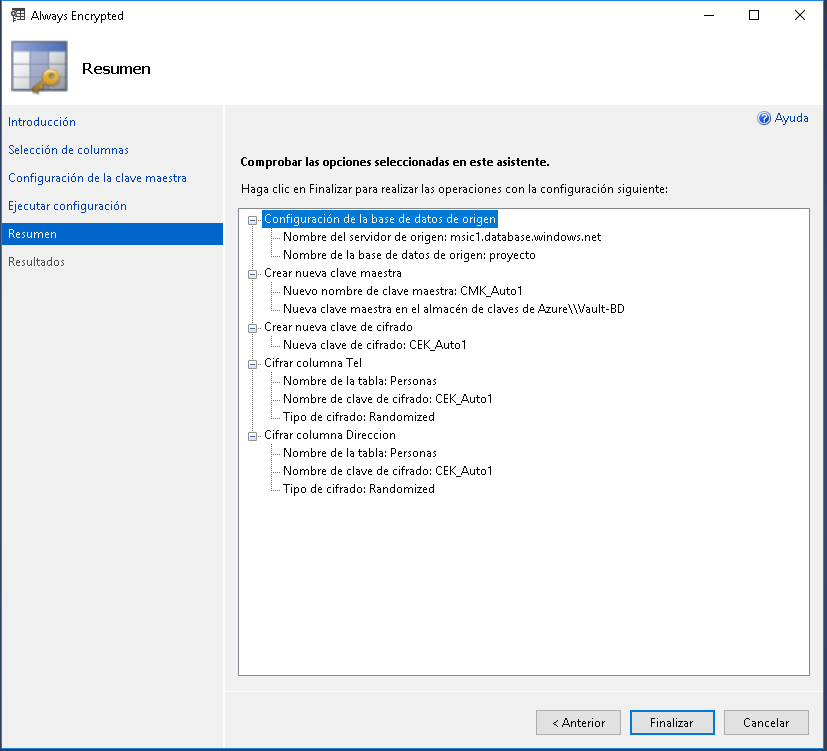 Always Encrypted
Resumen
Introducción
Selección de columnas
Configuración de la clave maestra
Ejecutar configuración
Resumen
Resultados
Ayuda
Comprobar las opciones seleccionadas en este asistente.
Haga clic en Finalizar para realizar las operaciones con la configuración siguiente:
Configuración de la base de datos de origen
Nombre del servidor de origen: msic1.database.windows.net
Nombre de la base de datos de origen: proyecto
Crear nueva clave maestra
Nuevo nombre de clave maestra: CMK_Auto1
Nueva clave maestra en el almacén de claves de Azure\\Vault-BD
Crear nueva clave de cifrado
Nueva clave de cifrado: CEK_Auto1
Cifrar columna Tel
Nombre de la tabla: Personas
Nombre de clave de cifrado: CEK_Auto1
Tipo de cifrado: Randomized
Cifrar columna Direccion
Nombre de la tabla: Personas
Nombre de clave de cifrado: CEK_Auto1
Tipo de cifrado: Randomized
< Anterior
Finalizar
Cancelar